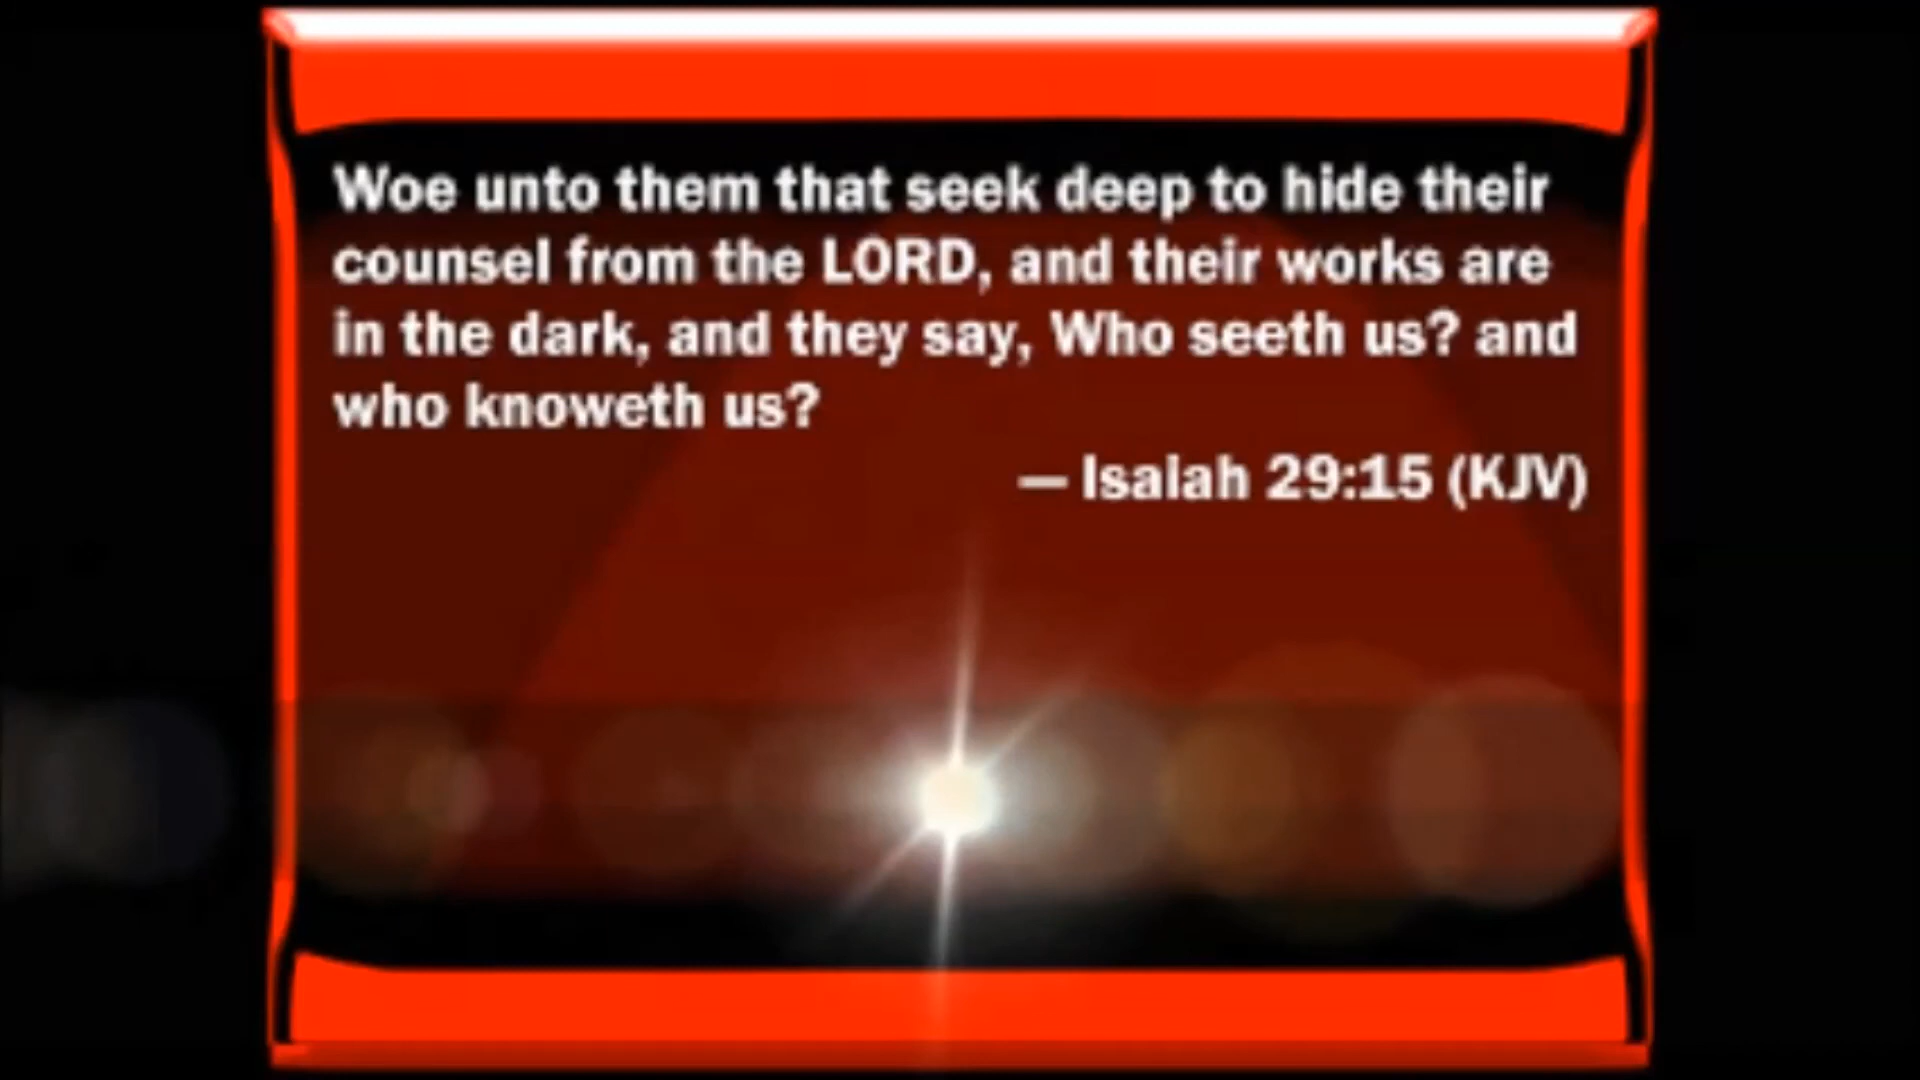 Woe unto them that seek deep to hide their
counsel from the LORD, and their works are
in the dark, and they say, Who seeth us? and
who knoweth us?
— Isaiah 29:15 (KJV)